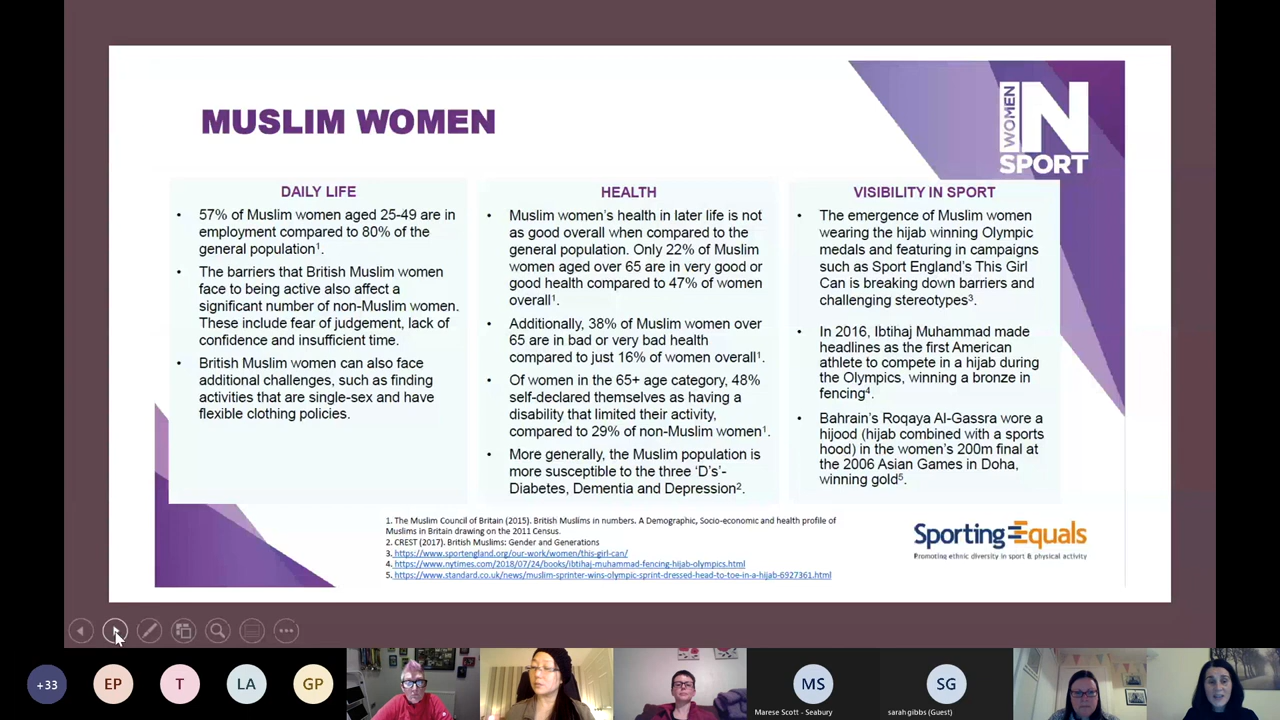 MUSLIM WOMEN
WOMEN
IN
SPORT
DAILY LIFE
• 57% of Muslim women aged 25-49 are in
employment compared to 80% of the
general population1.
• The barriers that British Muslim women
face to being active also affect a
significant number of non-Muslim women.
These include fear of judgement, lack of
confidence and insufficient time.
• British Muslim women can also face
additional challenges, such as finding
activities that are single-sex and have
flexible clothing policies.
HEALTH
• Muslim women's health in later life is not
as good overall when compared to the
general population. Only 22% of Muslim
women aged over 65 are in very good or
good health compared to 47% of women
overall1.
• Additionally, 38% of Muslim women over
65 are in bad or very bad health
compared to just 16% of women overall1.
• Of women in the 65+ age category, 48%
self-declared themselves as having a
disability that limited their activity,
compared to 29% of non-Muslim women1.
• More generally, the Muslim population is
more susceptible to the three 'D's'-
Diabetes, Dementia and Depression2.
VISIBILITY IN SPORT
• The emergence of Muslim women
wearing the hijab winning Olympic
medals and featuring in campaigns
such as Sport England's This Girl
Can is breaking down barriers and
challenging stereotypes3.
• In 2016, Ibtihaj Muhammad made
headlines as the first American
athlete to compete in a hijab during
the Olympics, winning a bronze in
fencing4.
• Bahrain's Roqaya Al-Gassra wore a
hijood (hijab combined with a sports
hood) in the women's 200m final at
the 2006 Asian Games in Doha,
winning gold5.
1. The Muslim Council of Britain (2015). British Muslims in numbers. A Demographic, Socio-economic and health profile of
Muslims in Britain drawing on the 2011 Census.
2. CREST (2017). British Muslims: Gender and Generations
3. https://www.sportengland.org/our-work/women/this-girl-can/
4. https://www.nytimes.com/2018/07/24/books/ibtihaj-muhammad-fencing-hijab-olympics.html
5. https://www.standard.co.uk/news/muslim-sprinter-wins-olympic-sprint-dressed-head-to-toe-in-a-hijab-6927361.html
Sporting Equals
Promoting ethnic diversity in sport & physical activity
+33
EP
T
LA
GP
MS
Marese Scott - Seabury
SG
sarah gibbs (Guest)